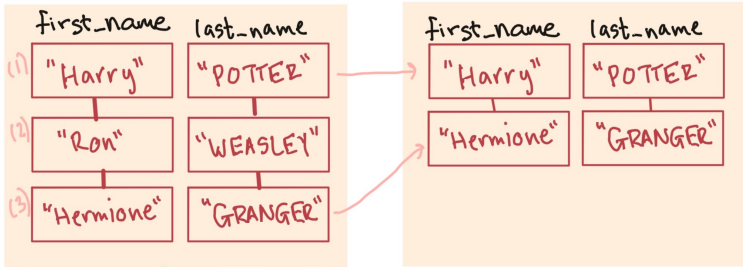 first_name last_name
(1) "Harry" "POTTER"
(2) "Ron" "WEASLEY"
(3) "Hermione" "GRANGER"
first_name last_name
"Harry" "POTTER"
"Hermione" "GRANGER"